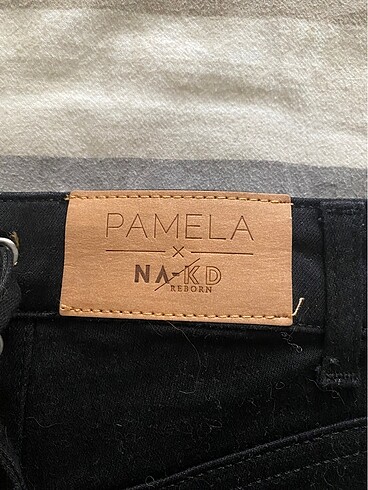 PAMELA
×
NA-KD
REBORN